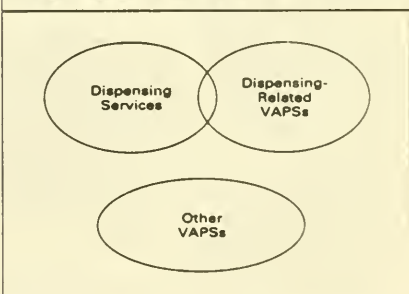 Dispensing
Services
Dispensing-
Related
VAPSs
Other
VAPSs